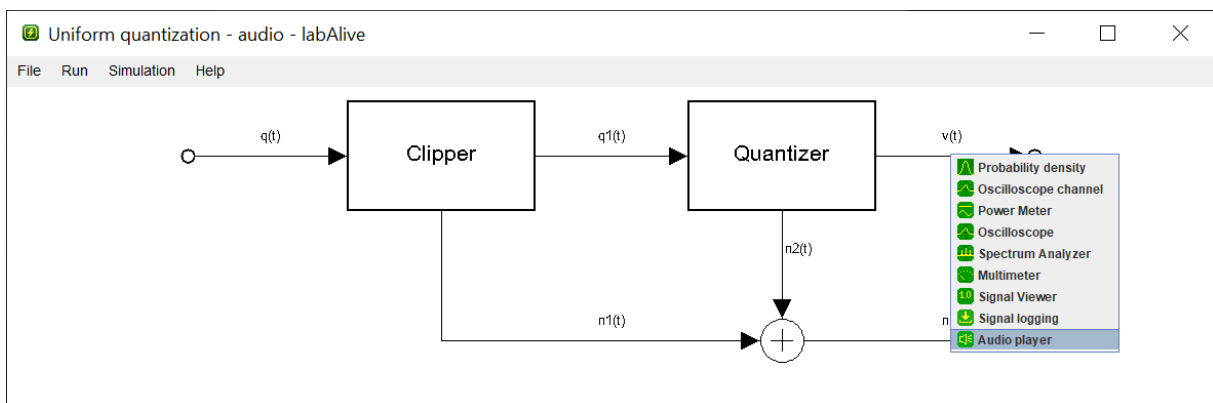 Uniform quantization - audio - labAlive
File Run Simulation Help
q(t)
Clipper
q1(t)
Quantizer
v(t)
Probability density
Oscilloscope channel
Power Meter
Oscilloscope
Spectrum Analyzer
Multimeter
1.0 Signal Viewer
Signal logging
Audio player
n2(t)
n1(t)
n